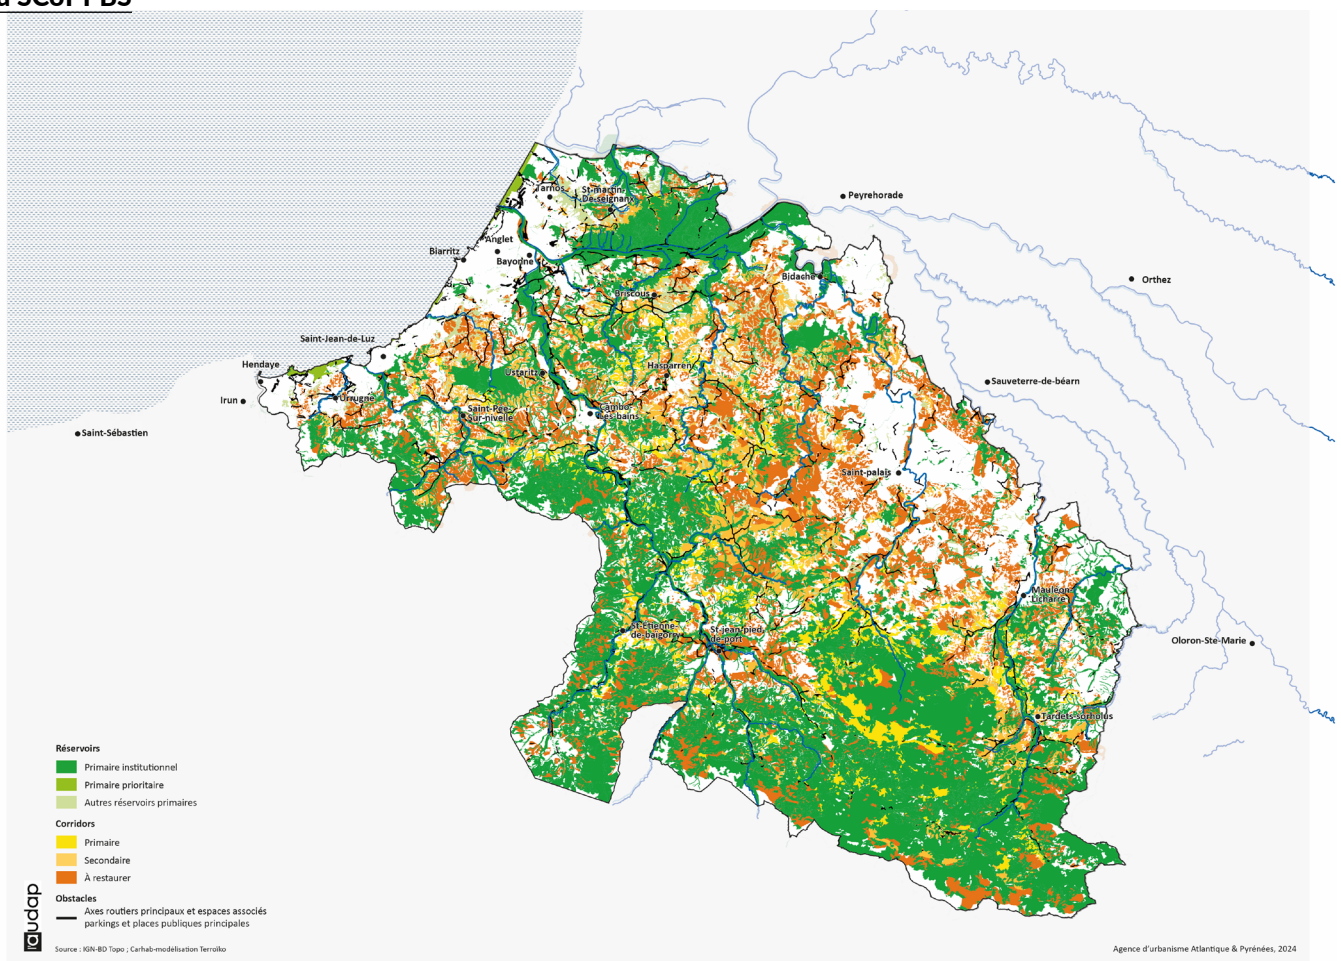 Peyrehorade
Tarnos
St-martin-
De-seignanx
Anglet
Biarritz
Bayonne
Bidache
Orthez
Briscous
Saint-Jean-de-Luz
Hendaye
Hasparren
Ustaritz
Sauveterre-de-béarn
Irun
Urrugne
Saint-Pée-
Sur-nivelle
Cambo-
Les-bains
Saint-Sébastien
Saint-palais
Mauléon-
Licharre
St-Etienne-
de-baigorry
St-jean-pied-
de-port
Oloron-Ste-Marie
Tardets-sorholus
Réservoirs
Primaire institutionnel
Primaire prioritaire
Autres réservoirs primaires
Corridors
Primaire
Secondaire
À restaurer
Obstacles
Axes routiers principaux et espaces associés
parkings et places publiques principales
audap
Source : IGN-BD Topo ; Carhab-modélisation Terroïko
Agence d'urbanisme Atlantique & Pyrénées, 2024